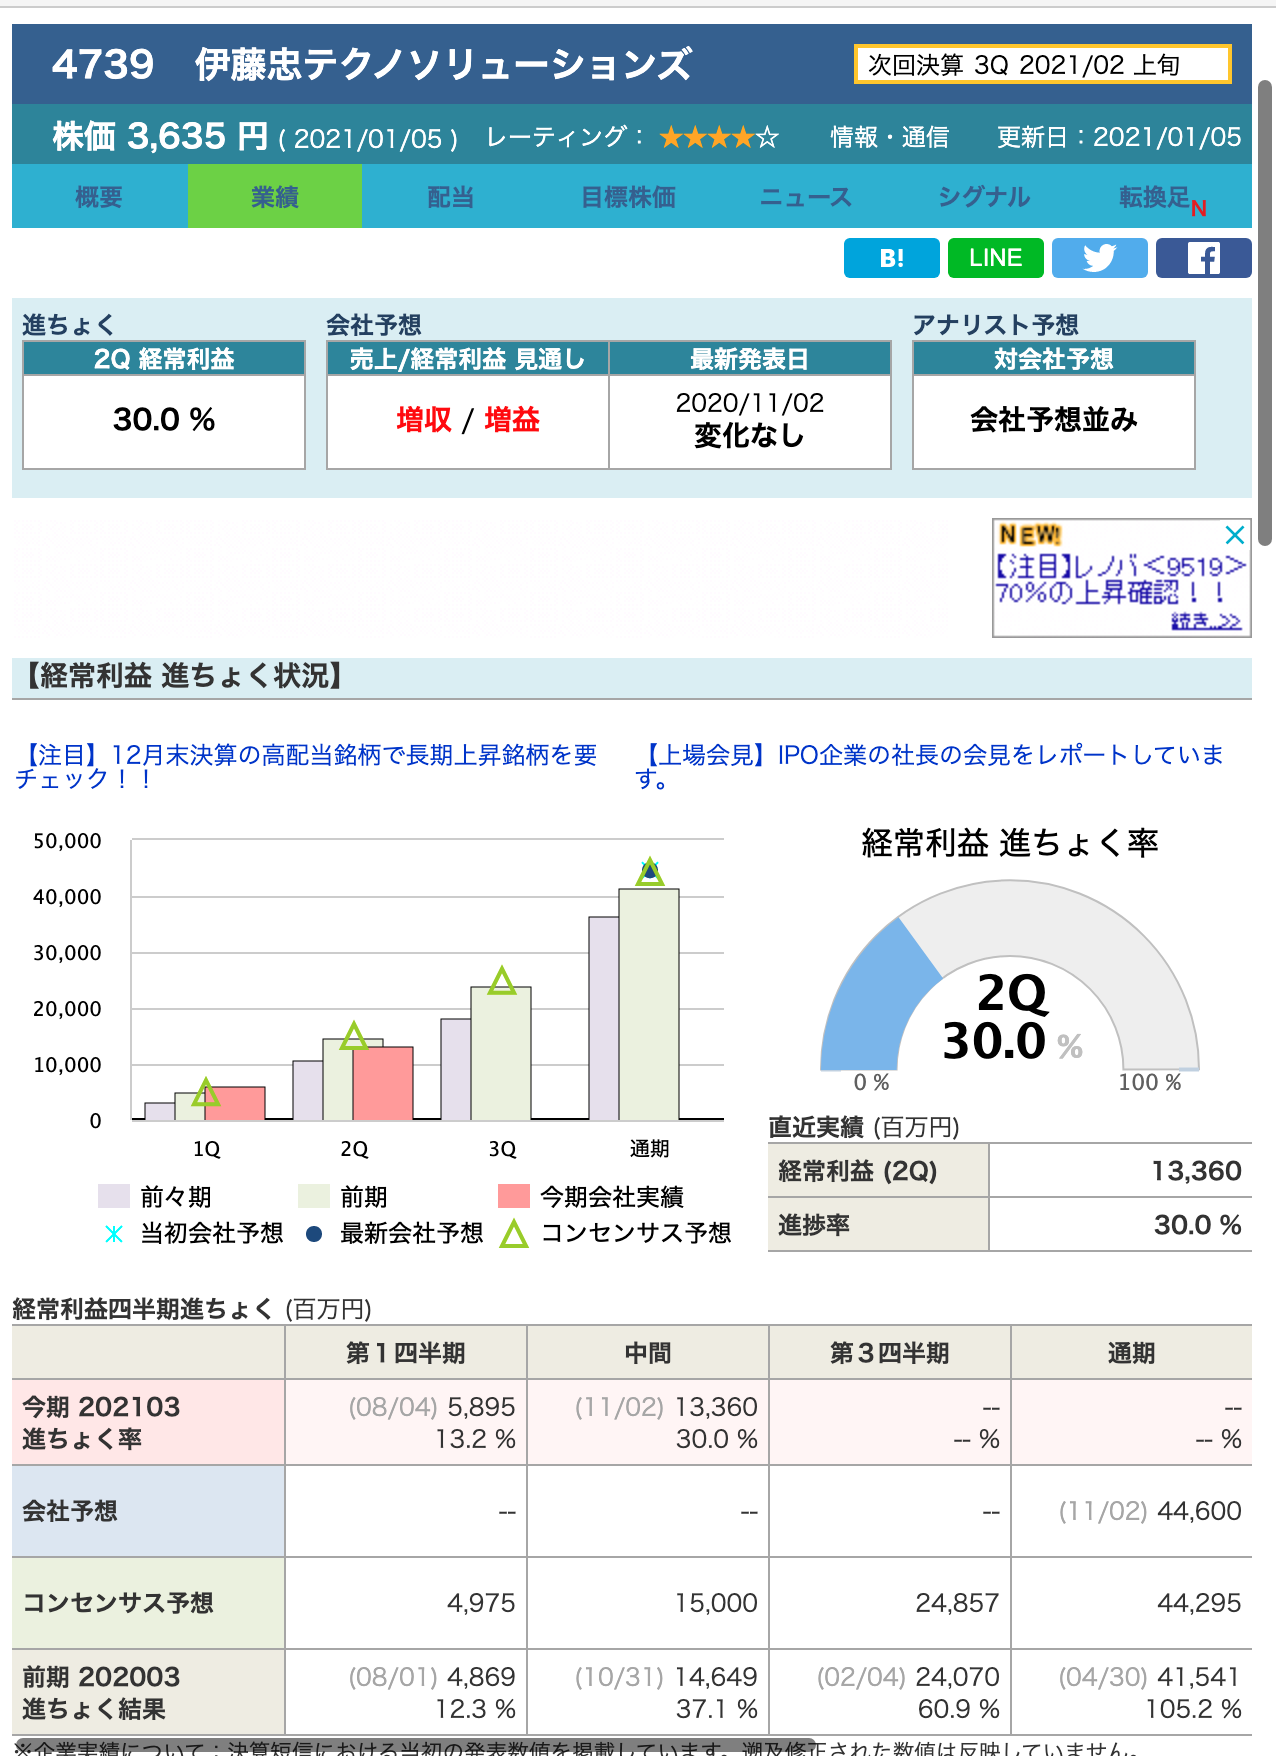 4739 伊藤忠テクノソリューションズ
次回決算 3Q 2021/02 上旬
株価 3,635 円 ( 2021/01/05 ) レーティング： ★★★★☆ 情報・通信 更新日：2021/01/05
概要 業績 配当 目標株価 ニュース シグナル 転換足N
B! LINE
進ちょく 会社予想 アナリスト予想
2Q 経常利益 売上/経常利益 見通し 最新発表日 対会社予想
30.0 % 増収 / 増益 2020/11/02 会社予想並み
変化なし
NEW!
【注目】レノバ<9519>
70%の上昇確認！！
続き...>>
【経常利益 進ちょく状況】
【注目】12月末決算の高配当銘柄で長期上昇銘柄を要
チェック！！
【上場会見】IPO企業の社長の会見をレポートしていま
す。
50,000
40,000
30,000
20,000
10,000
0
1Q 2Q 3Q 通期
前々期 前期 今期会社実績
当初会社予想 最新会社予想 コンセンサス予想
経常利益 進ちょく率
2Q
30.0 %
0 % 100 %
直近実績 (百万円)
経常利益 (2Q) 13,360
進捗率 30.0 %
経常利益四半期進ちょく (百万円)
第１四半期 中間 第３四半期 通期
今期 202103 (08/04) 5,895 (11/02) 13,360 -- --
進ちょく率 13.2 % 30.0 % -- % -- %
会社予想 -- -- -- (11/02) 44,600
コンセンサス予想 4,975 15,000 24,857 44,295
前期 202003 (08/01) 4,869 (10/31) 14,649 (02/04) 24,070 (04/30) 41,541
進ちょく結果 12.3 % 37.1 % 60.9 % 105.2 %
※企業実績について：決算短信における当初の発表数値を掲載しています。遡及修正された数値は反映していません。